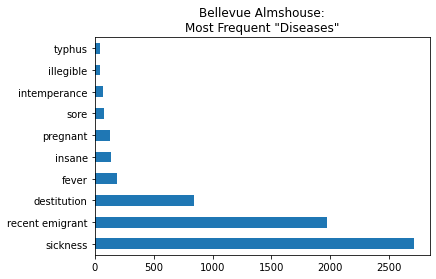 Bellevue Almshouse:
Most Frequent "Diseases"
typhus
illegible
intemperance
sore
pregnant
insane
fever
destitution
recent emigrant
sickness
0 500 1000 1500 2000 2500